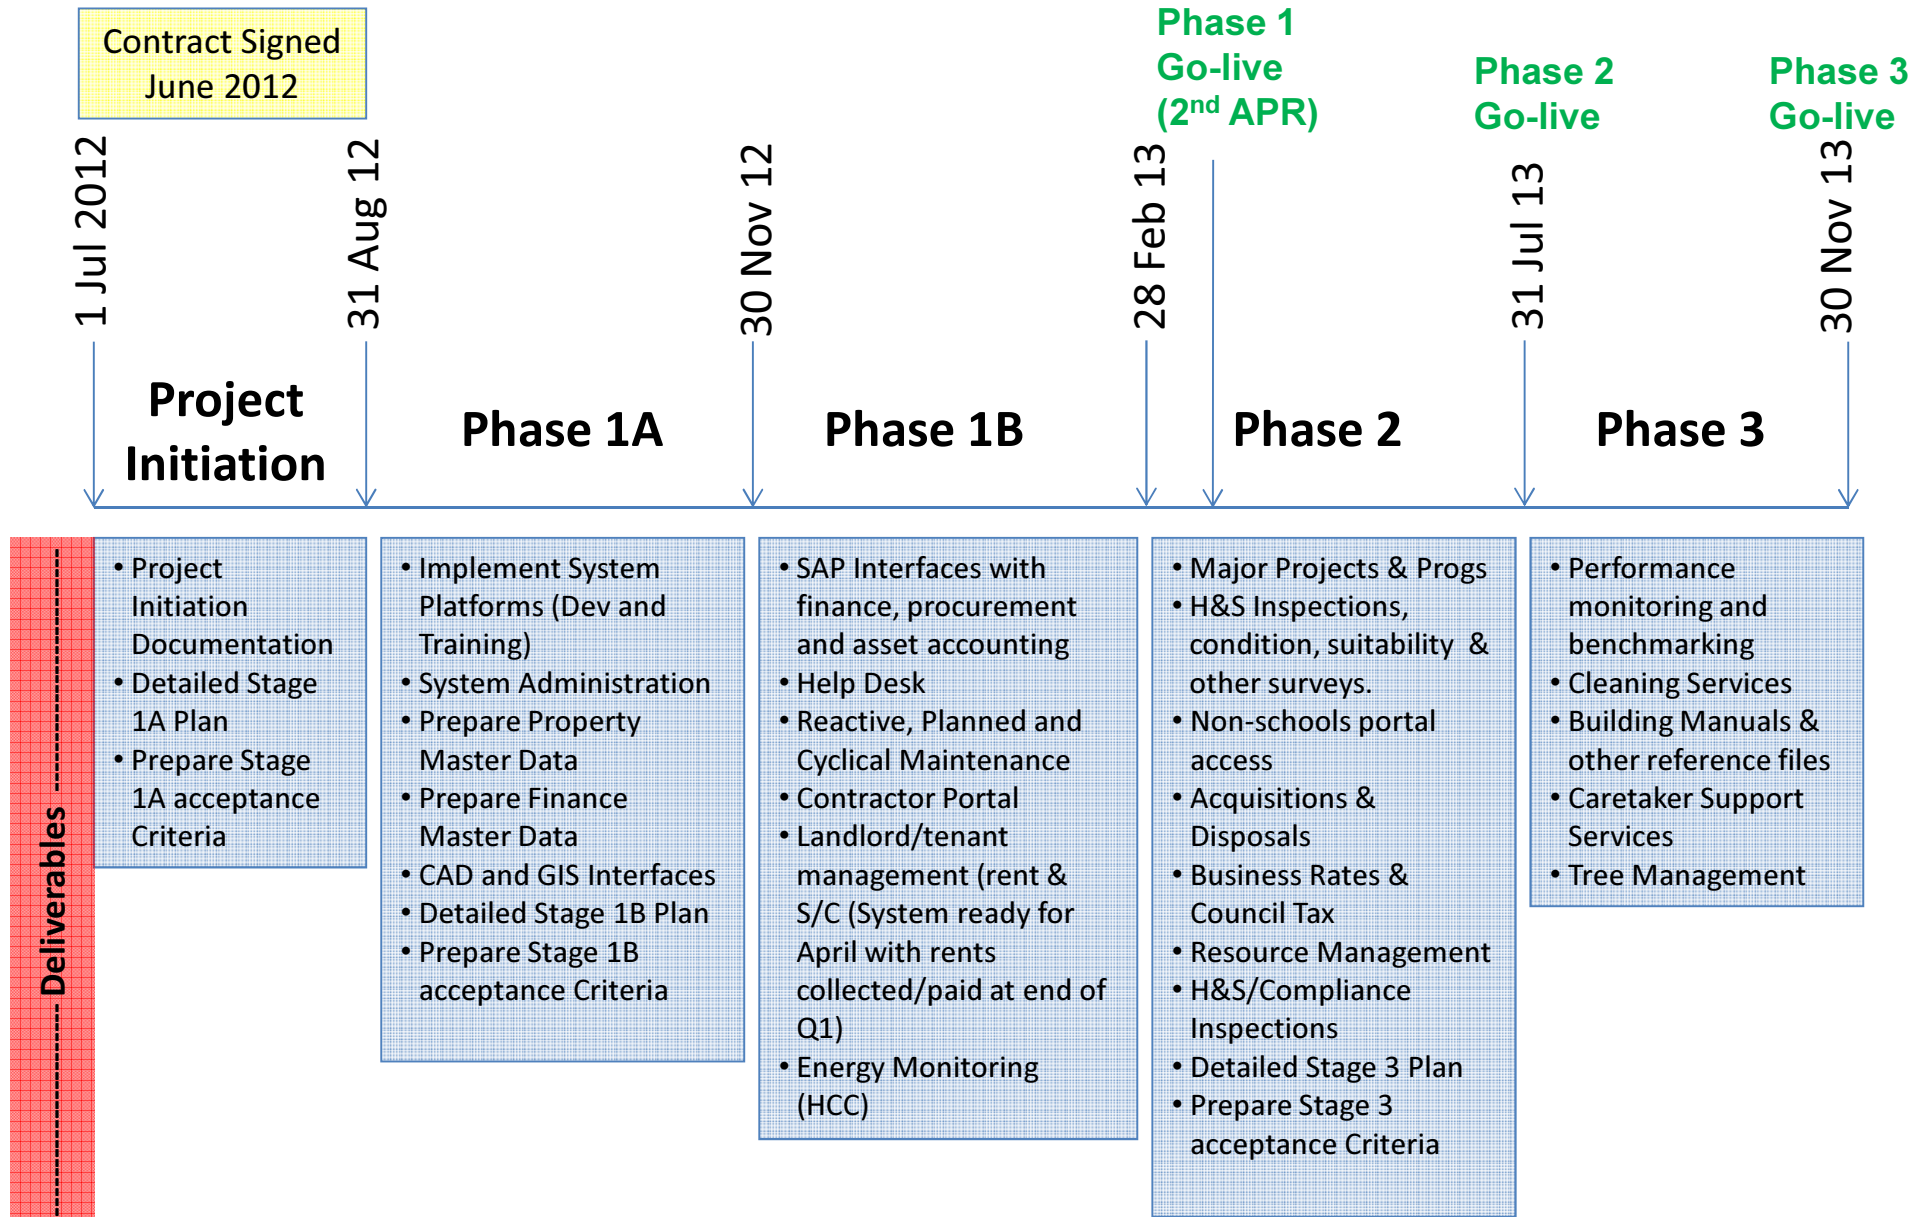 Contract Signed
June 2012
Phase 1
Go-live
(2nd APR)
Phase 2
Go-live
Phase 3
Go-live
1 Jul 2012
31 Aug 12
30 Nov 12
28 Feb 13
31 Jul 13
30 Nov 13
Project
Initiation
Phase 1A
Phase 1B
Phase 2
Phase 3
Deliverables
• Project
Initiation
Documentation
• Detailed Stage
1A Plan
• Prepare Stage
1A acceptance
Criteria
• Implement System
Platforms (Dev and
Training)
• System Administration
• Prepare Property
Master Data
• Prepare Finance
Master Data
• CAD and GIS Interfaces
• Detailed Stage 1B Plan
• Prepare Stage 1B
acceptance Criteria
• SAP Interfaces with
finance, procurement
and asset accounting
• Help Desk
• Reactive, Planned and
Cyclical Maintenance
• Contractor Portal
• Landlord/tenant
management (rent &
S/C (System ready for
April with rents
collected/paid at end of
Q1)
• Energy Monitoring
(HCC)
• Major Projects & Progs
• H&S Inspections,
condition, suitability &
other surveys.
• Non-schools portal
access
• Acquisitions &
Disposals
• Business Rates &
Council Tax
• Resource Management
• H&S/Compliance
Inspections
• Detailed Stage 3 Plan
• Prepare Stage 3
acceptance Criteria
• Performance
monitoring and
benchmarking
• Cleaning Services
• Building Manuals &
other reference files
• Caretaker Support
Services
• Tree Management